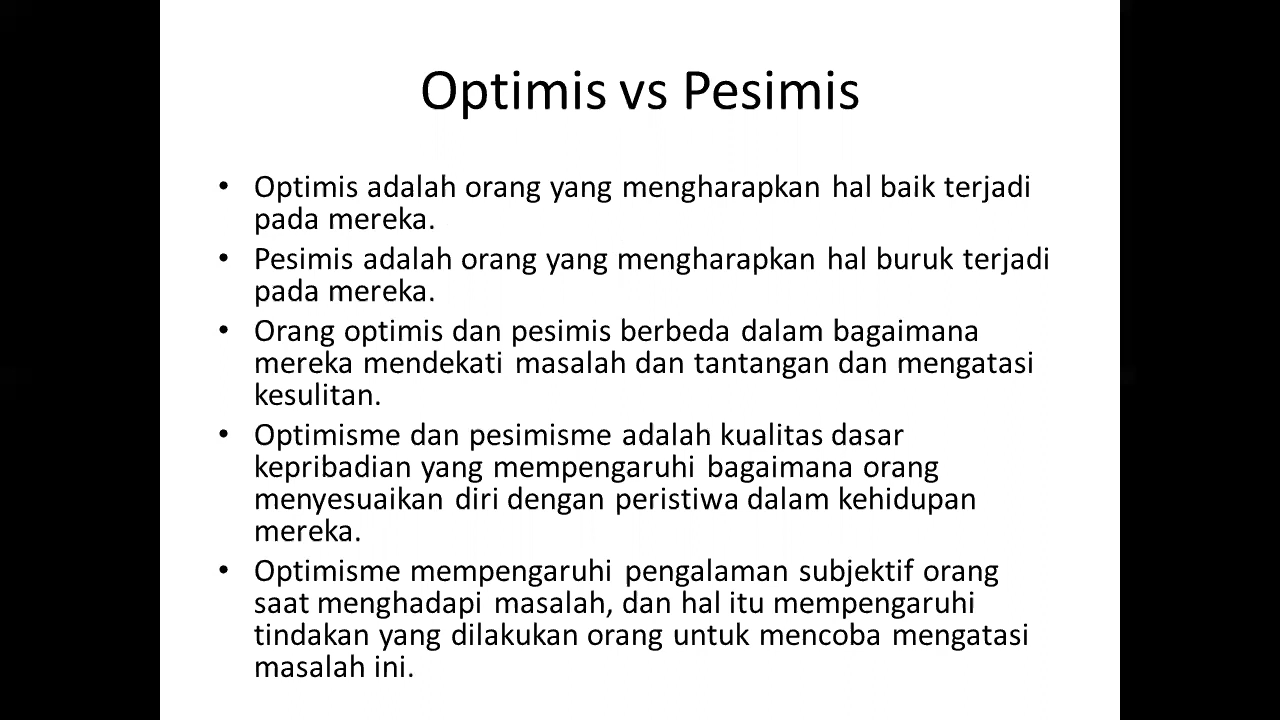 Optimis vs Pesimis
• Optimis adalah orang yang mengharapkan hal baik terjadi
pada mereka.
• Pesimis adalah orang yang mengharapkan hal buruk terjadi
pada mereka.
• Orang optimis dan pesimis berbeda dalam bagaimana
mereka mendekati masalah dan tantangan dan mengatasi
kesulitan.
• Optimisme dan pesimisme adalah kualitas dasar
kepribadian yang mempengaruhi bagaimana orang
menyesuaikan diri dengan peristiwa dalam kehidupan
mereka.
• Optimisme mempengaruhi pengalaman subjektif orang
saat menghadapi masalah, dan hal itu mempengaruhi
tindakan yang dilakukan orang untuk mencoba mengatasi
masalah ini.